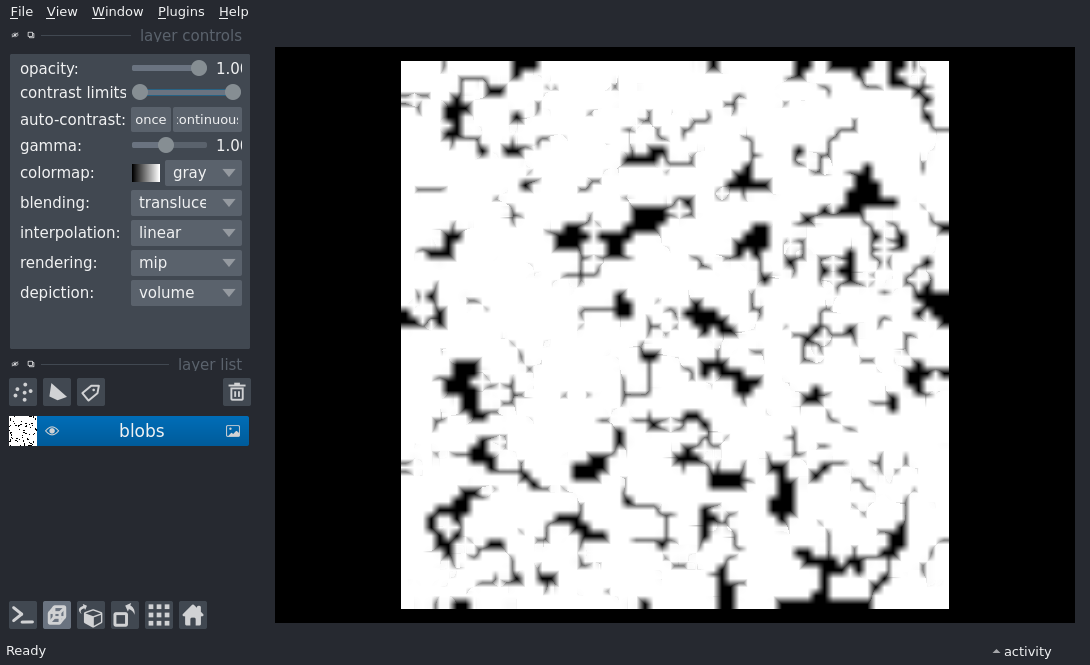 File View Window Plugins Help
layer controls
opacity: 1.00
contrast limits
auto-contrast: once continuous
gamma: 1.00
colormap: gray
blending: transluce
interpolation: linear
rendering: mip
depiction: volume
layer list
blobs
Ready
activity